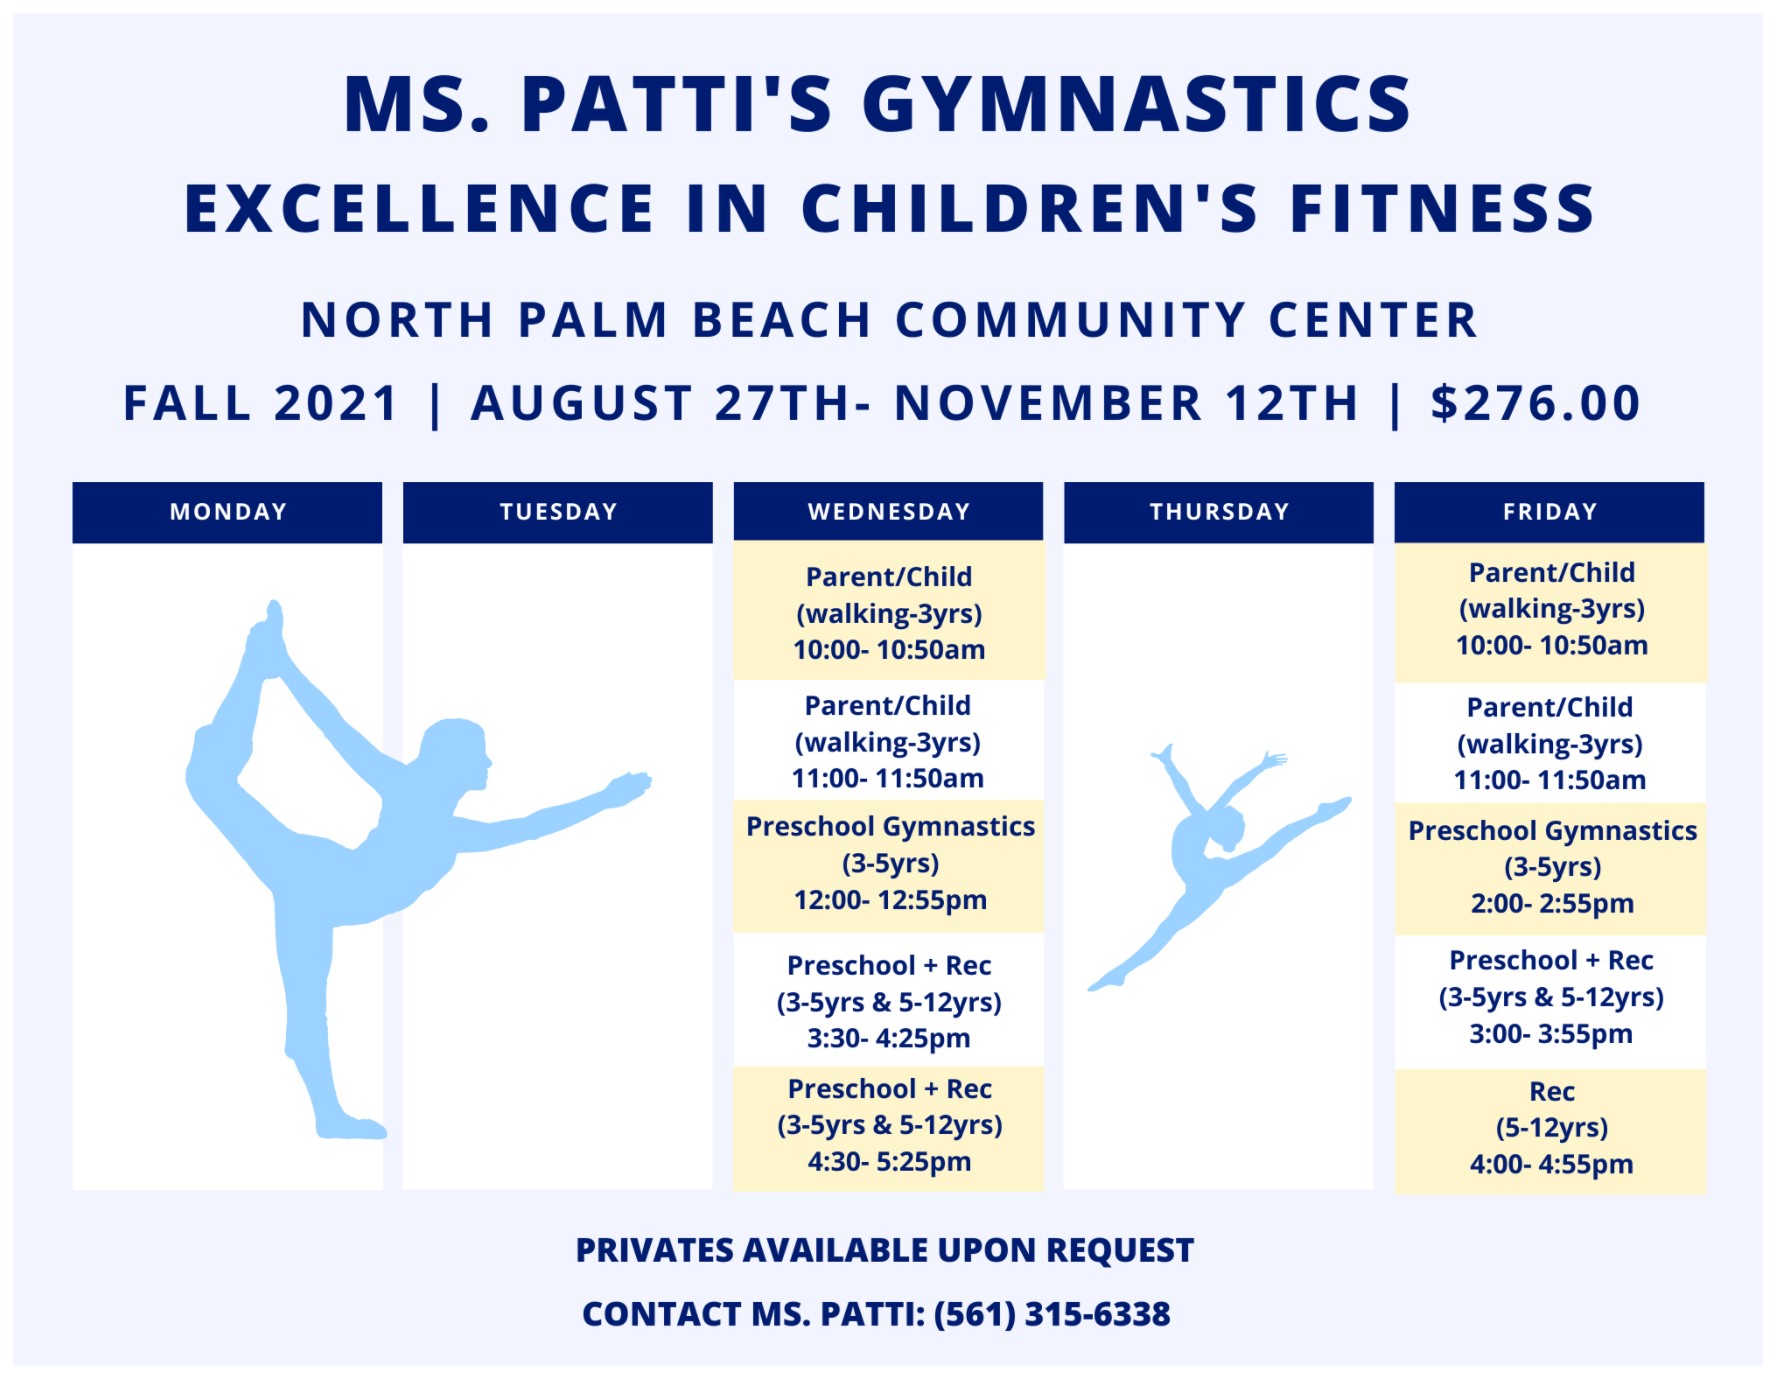 MS. PATTI'S GYMNASTICS
EXCELLENCE IN CHILDREN'S FITNESS
NORTH PALM BEACH COMMUNITY CENTER
FALL 2021 | AUGUST 27TH- NOVEMBER 12TH | $276.00
MONDAY
TUESDAY
WEDNESDAY
Parent/Child
(walking-3yrs)
10:00- 10:50am
Parent/Child
(walking-3yrs)
11:00- 11:50am
Preschool Gymnastics
(3-5yrs)
12:00- 12:55pm
Preschool + Rec
(3-5yrs & 5-12yrs)
3:30- 4:25pm
Preschool + Rec
(3-5yrs & 5-12yrs)
4:30- 5:25pm
THURSDAY
FRIDAY
Parent/Child
(walking-3yrs)
10:00- 10:50am
Parent/Child
(walking-3yrs)
11:00- 11:50am
Preschool Gymnastics
(3-5yrs)
2:00- 2:55pm
Preschool + Rec
(3-5yrs & 5-12yrs)
3:00- 3:55pm
Rec
(5-12yrs)
4:00- 4:55pm
PRIVATES AVAILABLE UPON REQUEST
CONTACT MS. PATTI: (561) 315-6338